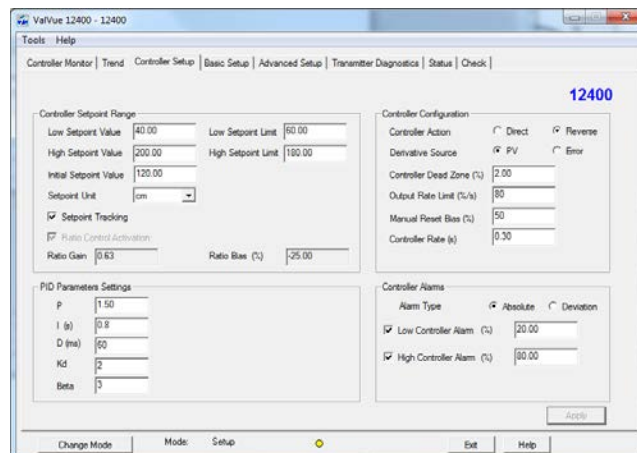 ValVue 12400 - 12400
Tools Help
Controller Monitor Trend Controller Setup Basic Setup Advanced Setup Transmitter Diagnostics Status Check
12400
Controller Setpoint Range
Low Setpoint Value 40.00 Low Setpoint Limit 60.00
High Setpoint Value 200.00 High Setpoint Limit 180.00
Initial Setpoint Value 120.00
Setpoint Unit cm
Setpoint Tracking
Ratio Control Activation
Ratio Gain 0.63 Ratio Bias (%) -25.00
Controller Configuration
Controller Action Direct Reverse
Derivative Source PV Error
Controller Dead Zone (%) 2.00
Output Rate Limit (%/s) 80
Manual Reset Bias (%) 50
Controller Rate (s) 0.30
PID Parameters Settings
P 1.50
I (s) 0.8
D (ms) 60
Kd 2
Beta 3
Controller Alarms
Alarm Type Absolute Deviation
Low Controller Alarm (%) 20.00
High Controller Alarm (%) 80.00
Apply
Change Mode Mode: Setup Exit Help